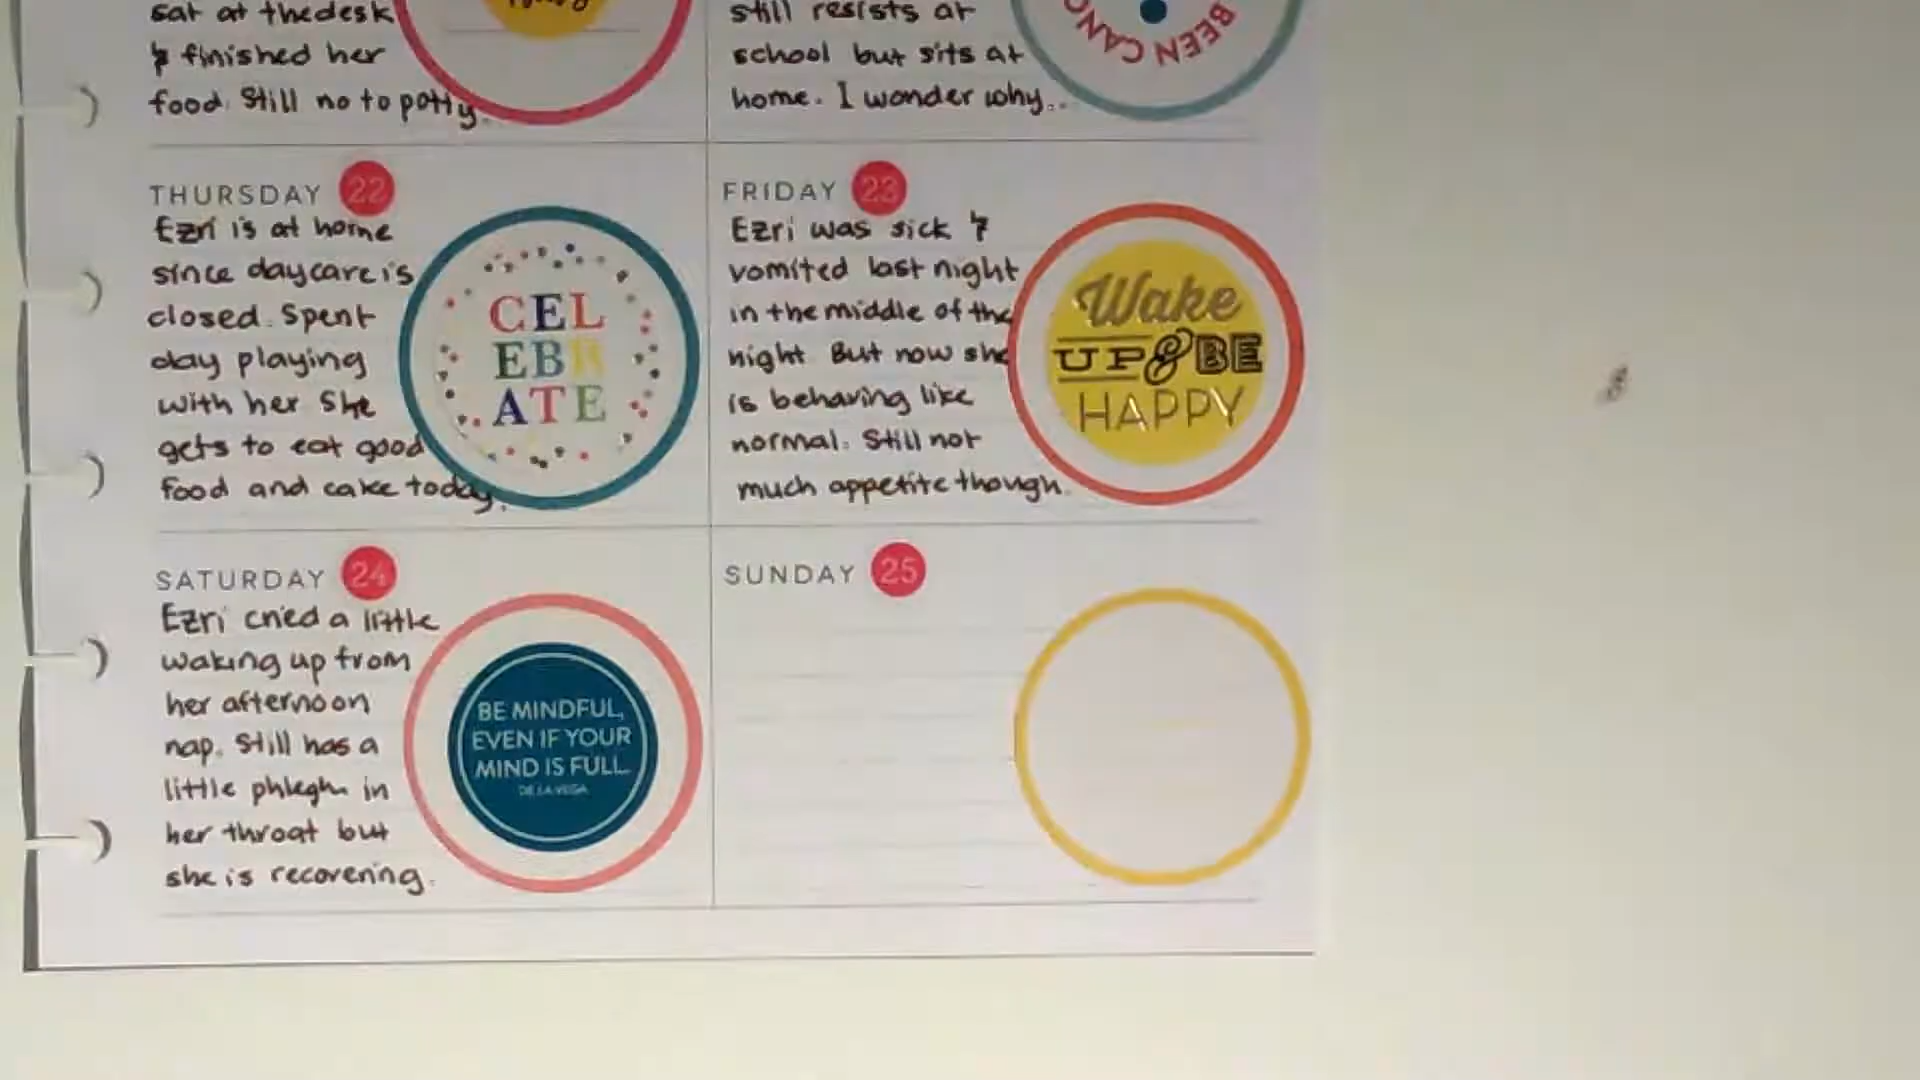 sat at the desk
& finished her
food. Still no to potty.
still resists at
school but sits at
home. I wonder why...
BEEN CANC
THURSDAY 22
Ezri is at home
since daycare is
closed. Spent
day playing
with her. She
gets to eat good
food and cake today.
CEL
EBR
ATE
FRIDAY 23
Ezri was sick &
vomited last night
in the middle of the
night. But now she
is behaving like
normal. Still not
much appetite though.
Wake
UP & BE
HAPPY
SATURDAY 24
Ezri cried a little
waking up from
her afternoon
nap. Still has a
little phlegm in
her throat but
she is recovering.
BE MINDFUL,
EVEN IF YOUR
MIND IS FULL.
DE LA VEGA
SUNDAY 25